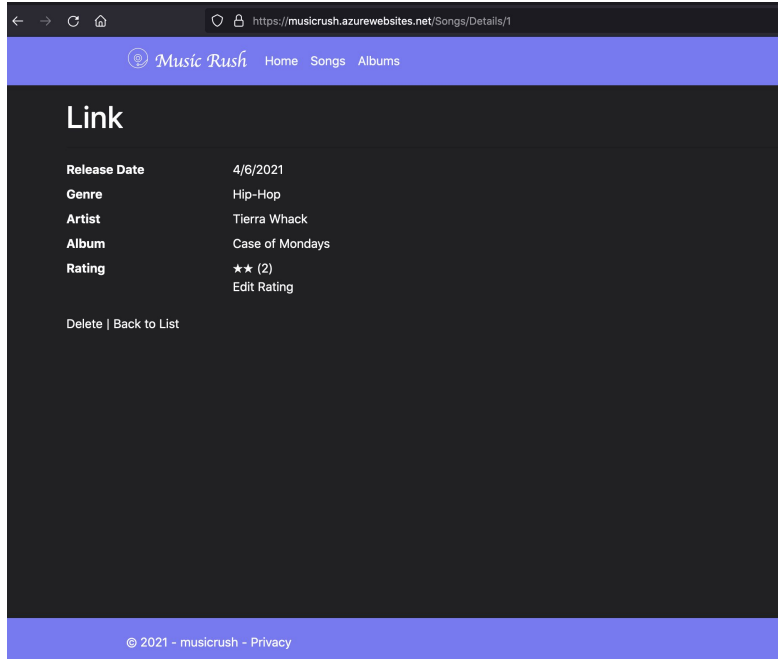 https://musicrush.azurewebsites.net/Songs/Details/1
Music Rush Home Songs Albums
Link
Release Date 4/6/2021
Genre Hip-Hop
Artist Tierra Whack
Album Case of Mondays
Rating ★★ (2)
Edit Rating
Delete | Back to List
© 2021 - musicrush - Privacy